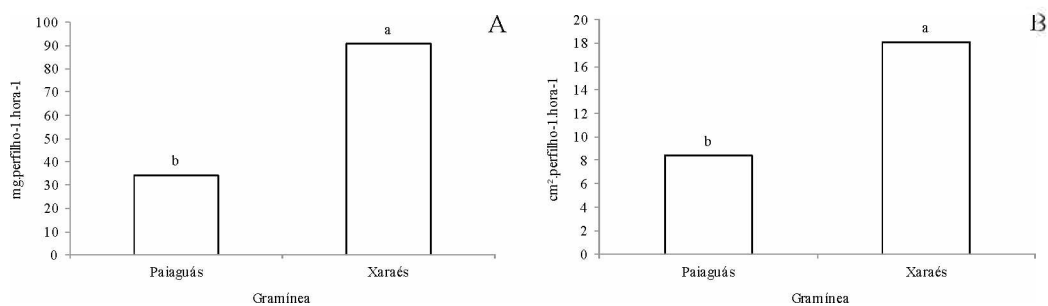 A
mg.perfilho-1.hora-1
100
90
80
70
60
50
40
30
20
10
0
b
a
Paiaguás
Xaraés
Gramínea
B
cm².perfilho-1.hora-1
20
18
16
14
12
10
8
6
4
2
0
b
a
Paiaguás
Xaraés
Gramínea